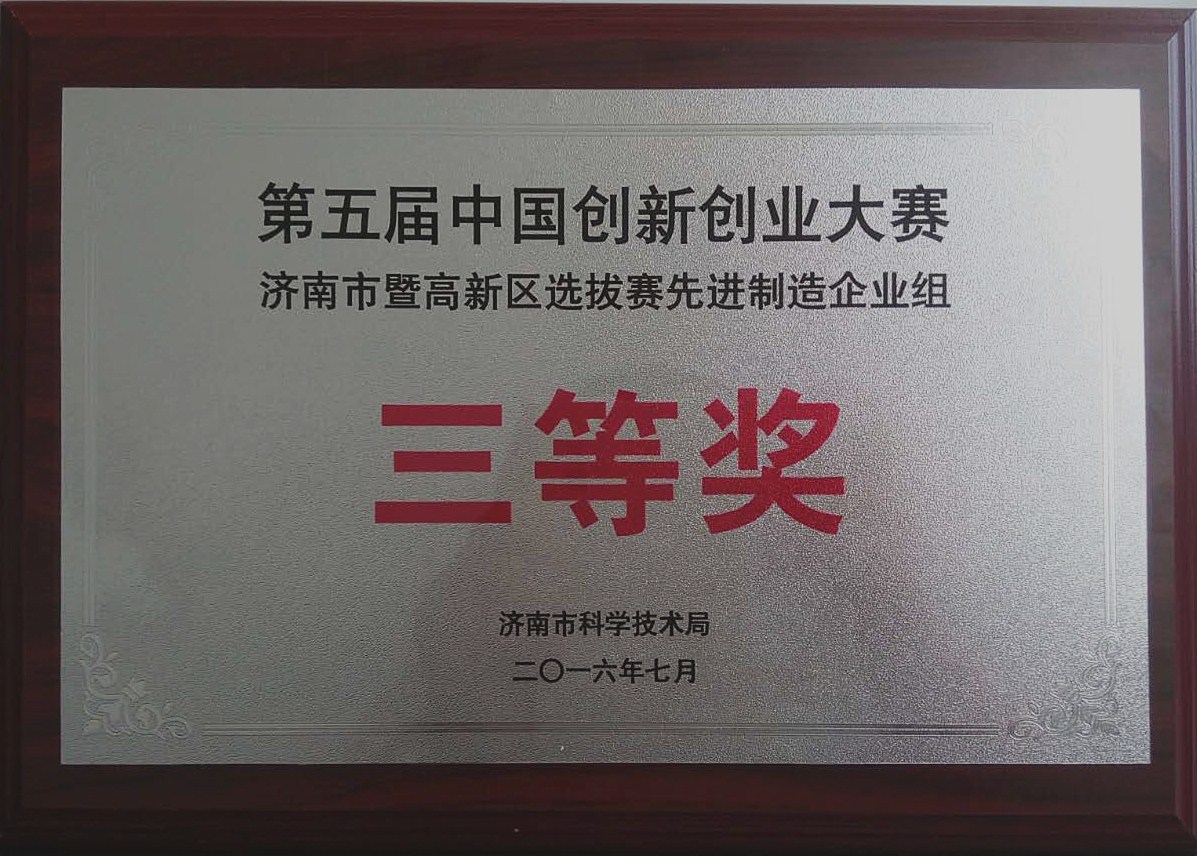 第五届中国创新创业大赛
济南市暨高新区选拔赛先进制造企业组
三等奖
济南市科学技术局
二〇一六年七月